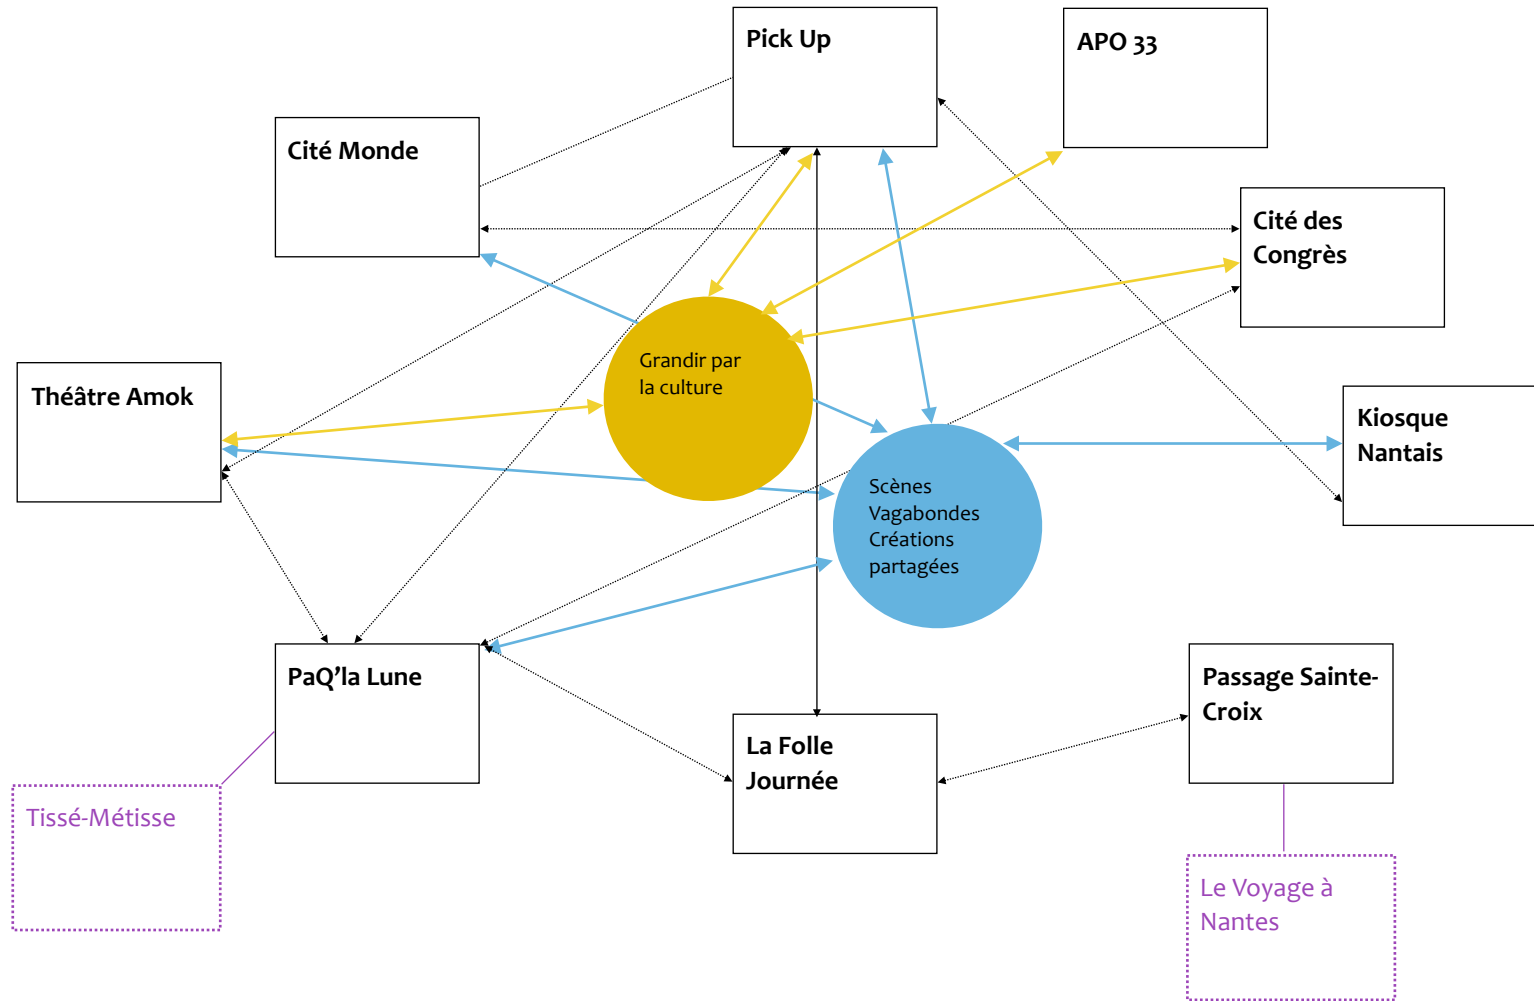 Pick Up
APO 33
Cité Monde
Cité des
Congrès
Grandir par
la culture
Théâtre Amok
Kiosque
Nantais
Scènes
Vagabondes
Créations
partagées
PaQ’la Lune
Passage Sainte-
Croix
La Folle
Journée
Tissé-Métisse
Le Voyage à
Nantes